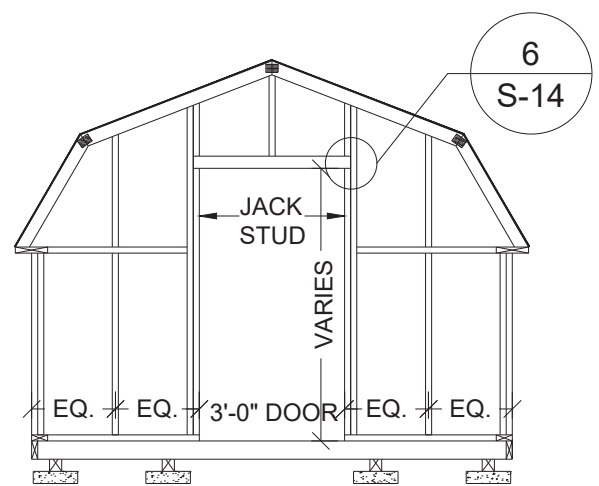 6
S-14
JACK
STUD
VARIES
EQ. EQ. 3'-0" DOOR EQ. EQ.